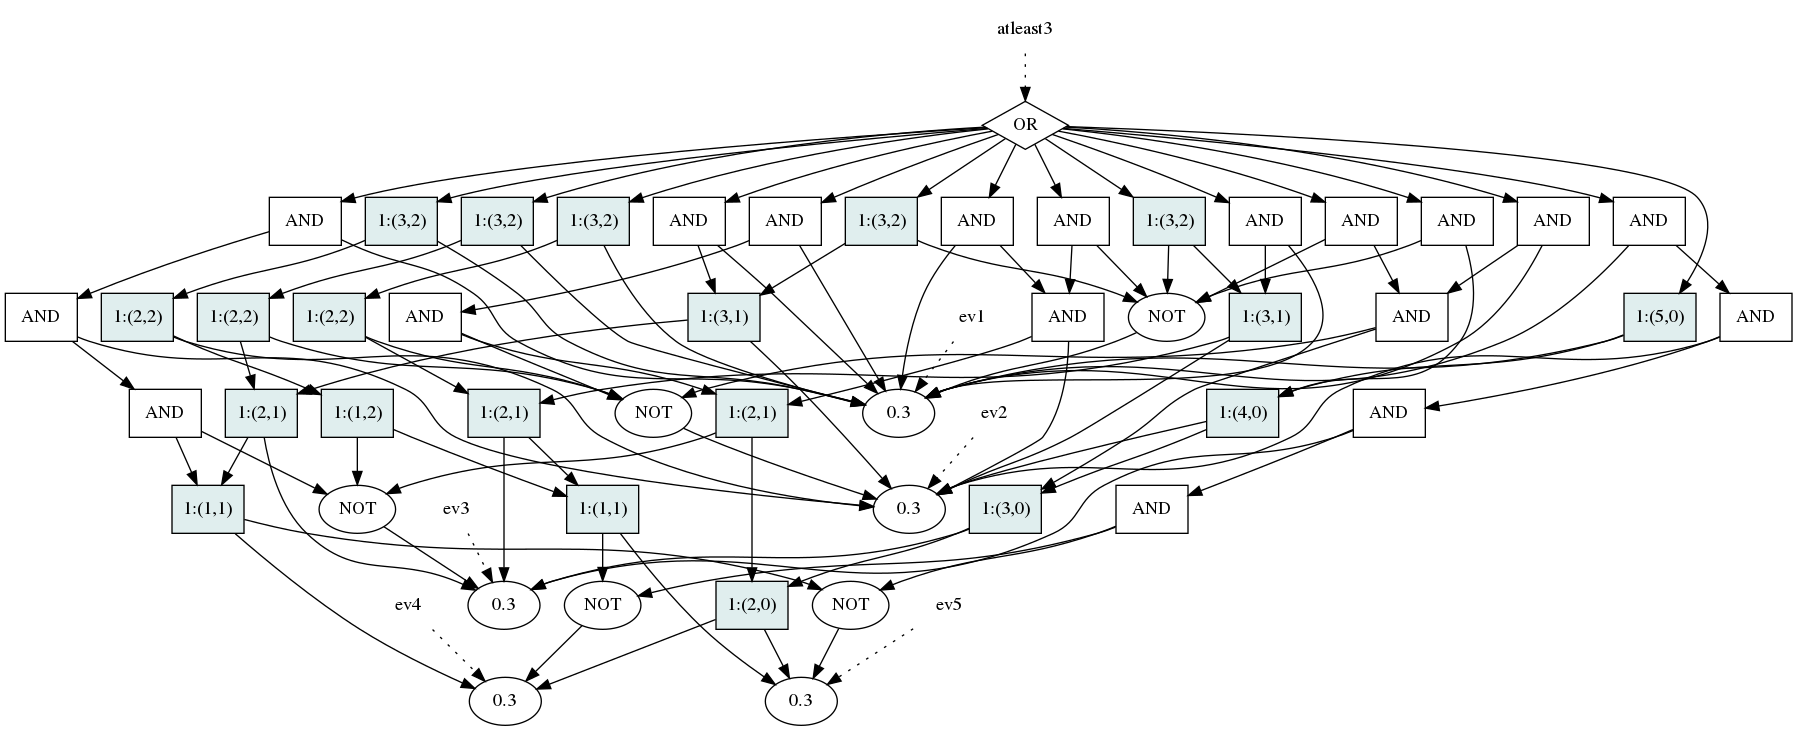 atleast3
OR
AND
1:(3,2)
1:(3,2)
1:(3,2)
AND
AND
1:(3,2)
AND
AND
1:(3,2)
AND
AND
AND
AND
AND
AND
1:(2,2)
1:(2,2)
1:(2,2)
AND
1:(3,1)
ev1
AND
NOT
1:(3,1)
AND
1:(5,0)
AND
AND
1:(2,1)
1:(1,2)
1:(2,1)
NOT
1:(2,1)
0.3
ev2
1:(4,0)
AND
1:(1,1)
NOT
ev3
1:(1,1)
0.3
1:(3,0)
AND
ev4
0.3
NOT
1:(2,0)
NOT
ev5
0.3
0.3